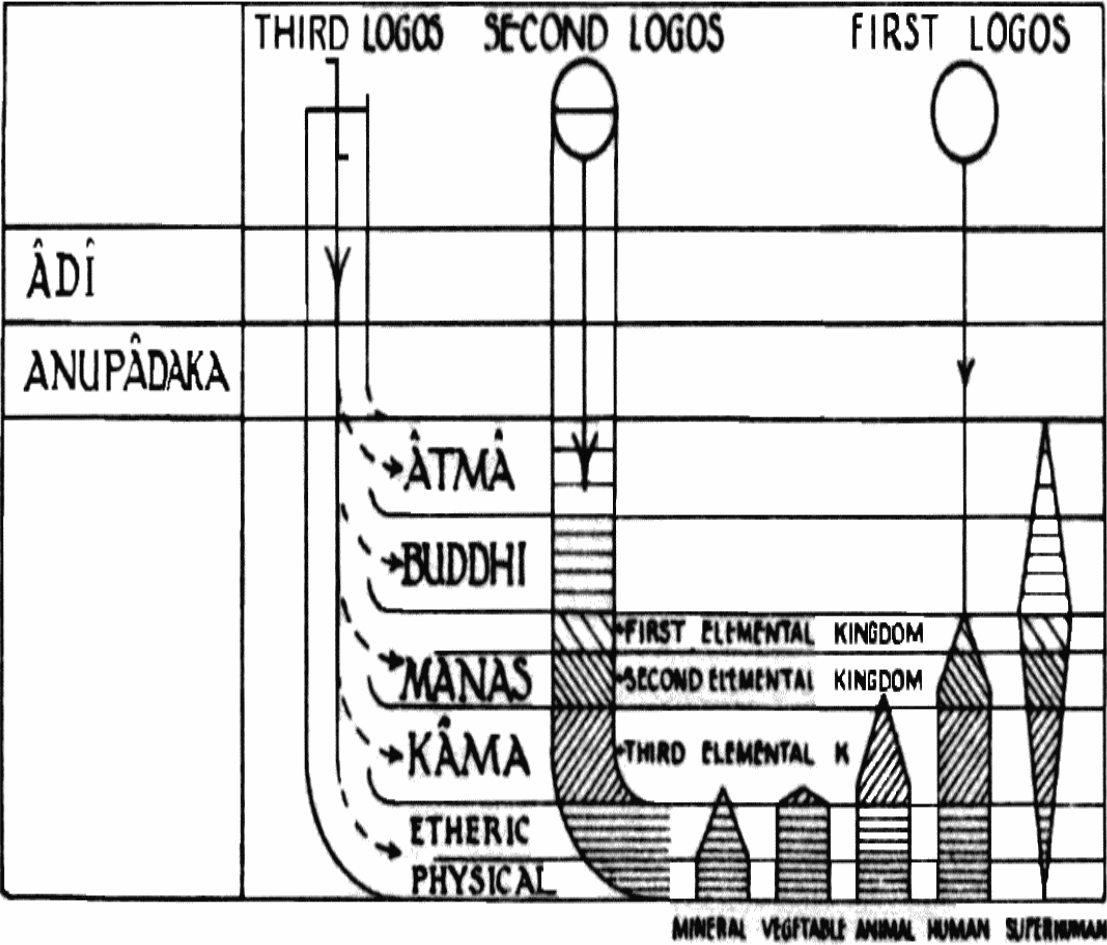 THIRD LOGOS SECOND LOGOS FIRST LOGOS
ÂDÎ
ANUPÂDAKA
ÂTMÂ
BUDDHI
FIRST ELEMENTAL KINGDOM
MANAS
SECOND ELEMENTAL KINGDOM
KÂMA
THIRD ELEMENTAL K
ETHERIC
PHYSICAL
MINERAL VEGETABLE ANIMAL HUMAN SUPERHUMAN